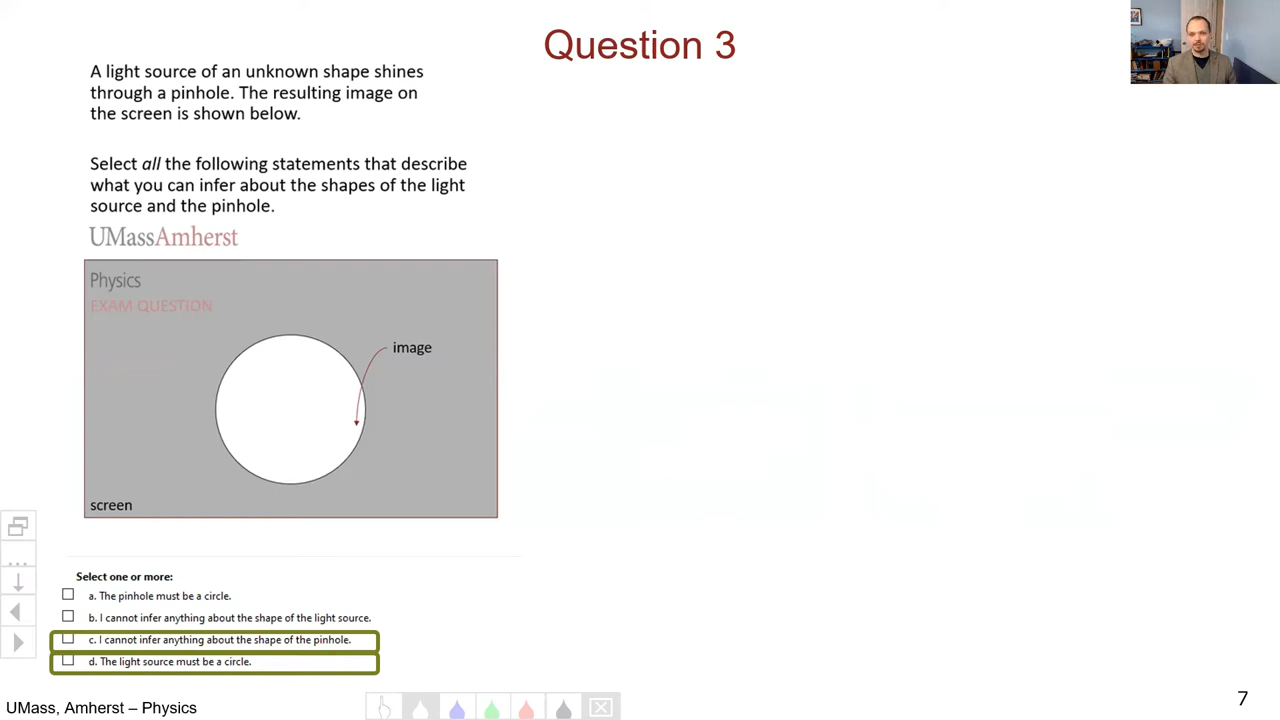 Question 3
A light source of an unknown shape shines
through a pinhole. The resulting image on
the screen is shown below.
Select all the following statements that describe
what you can infer about the shapes of the light
source and the pinhole.
UMassAmherst
Physics
EXAM QUESTION
image
screen
Select one or more:
a. The pinhole must be a circle.
b. I cannot infer anything about the shape of the light source.
c. I cannot infer anything about the shape of the pinhole.
d. The light source must be a circle.
UMass, Amherst – Physics
7